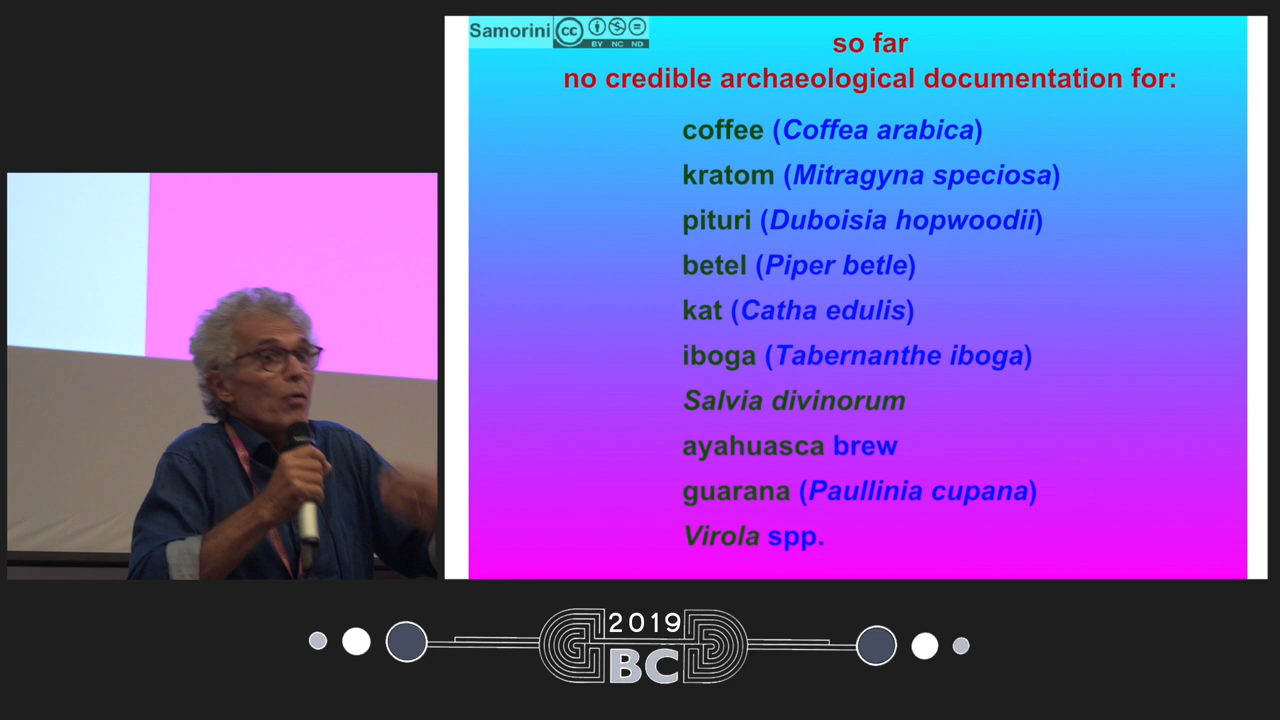 Samorini cc
BY NC ND
so far
no credible archaeological documentation for:
coffee (Coffea arabica)
kratom (Mitragyna speciosa)
pituri (Duboisia hopwoodii)
betel (Piper betle)
kat (Catha edulis)
iboga (Tabernanthe iboga)
Salvia divinorum
ayahuasca brew
guarana (Paullinia cupana)
Virola spp.
2019
BC